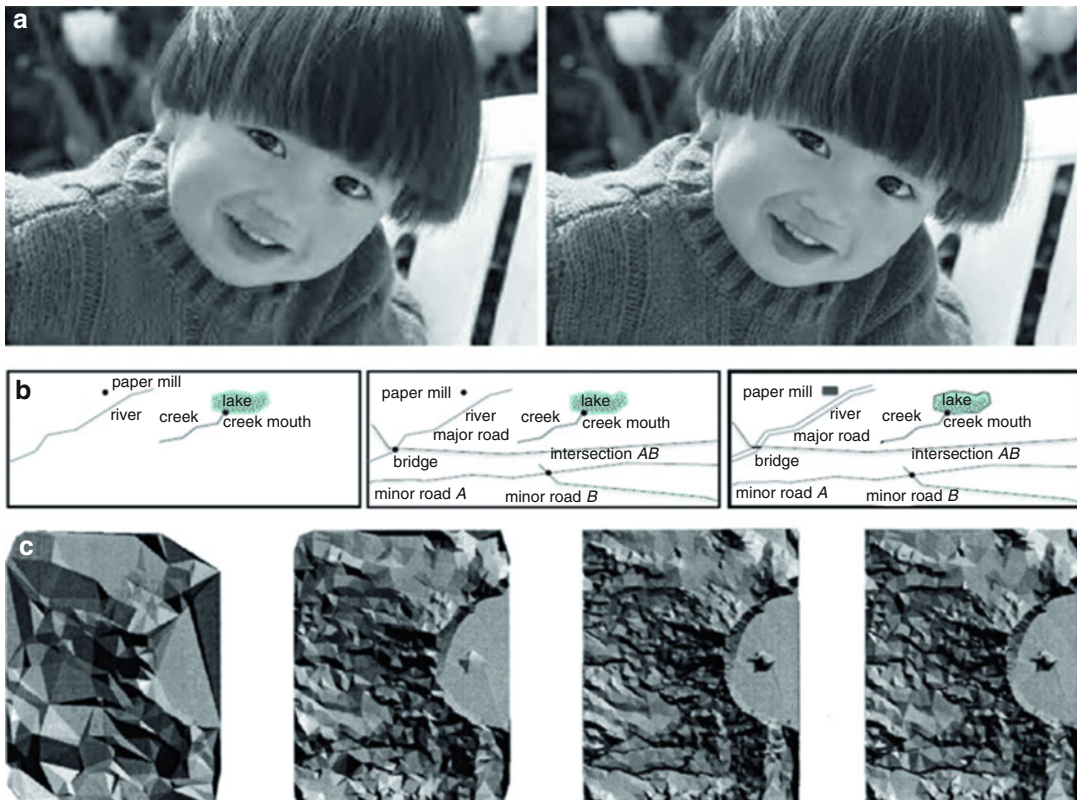 a
b
paper mill
river
creek
lake
creek mouth
paper mill
river
major road
creek
lake
creek mouth
bridge
intersection AB
minor road A
minor road B
paper mill
river
major road
creek
lake
creek mouth
bridge
intersection AB
minor road A
minor road B
c